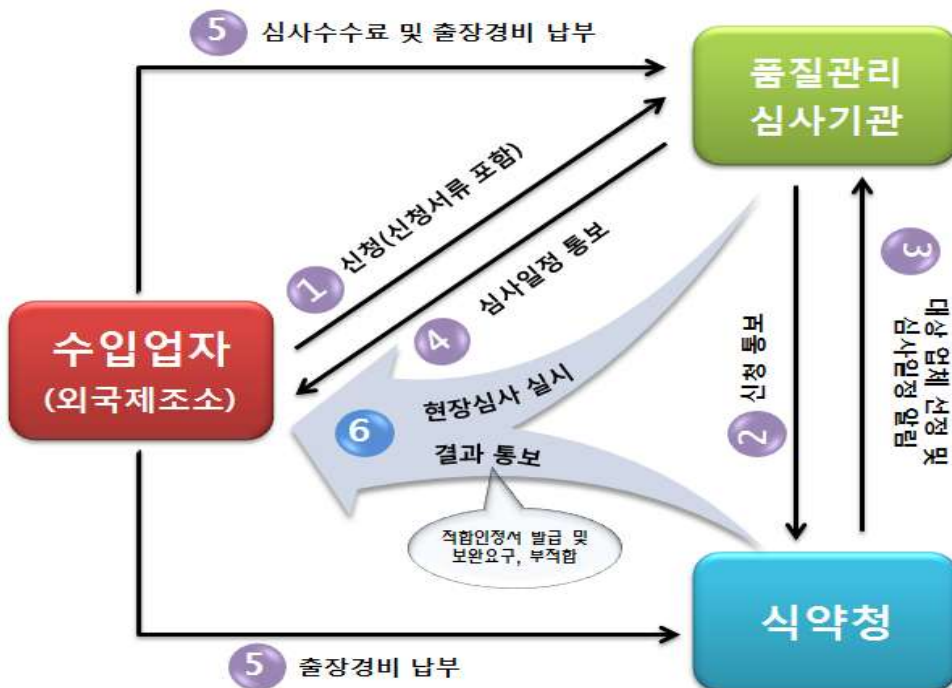 5 심사수수료 및 출장경비 납부
품질관리
심사기관
1 신청(신청서류 포함)
4 심사일정 통보
3 대상 업체 선정 및
심사일정 알림
수입업자
(외국제조소)
2 신청 통보
현장심사 실시
6
결과 통보
적합인정서 발급 및
보완요구, 부적합
식약청
5 출장경비 납부